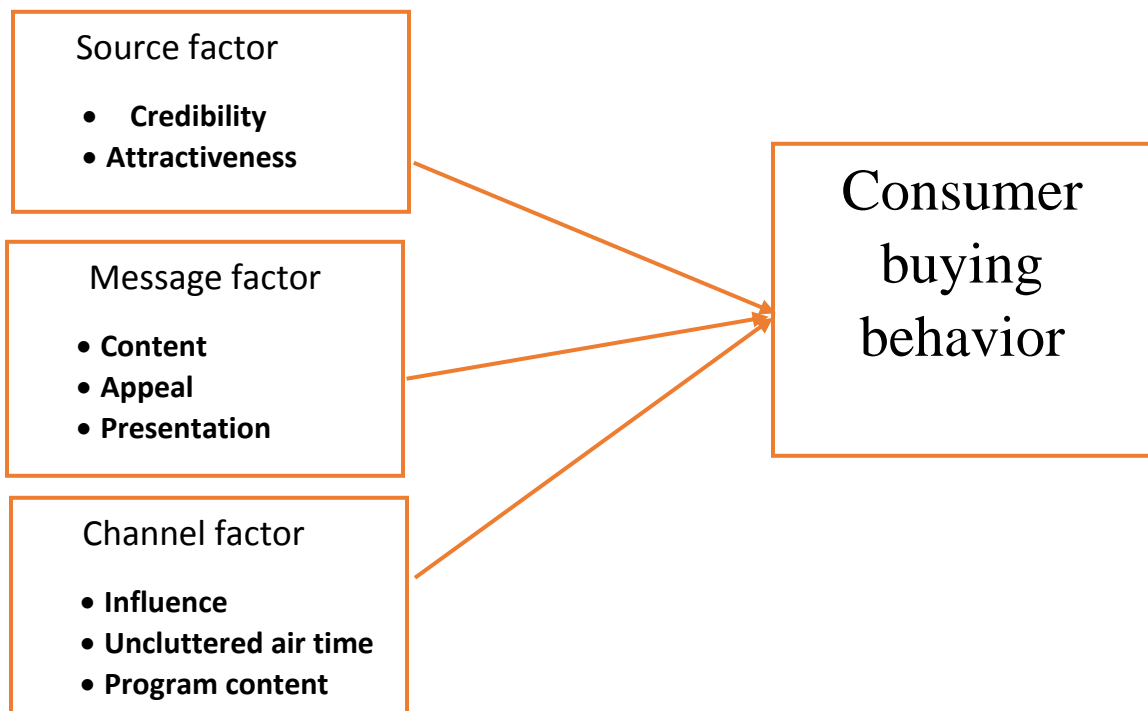 Source factor
• Credibility
• Attractiveness
Message factor
• Content
• Appeal
• Presentation
Channel factor
• Influence
• Uncluttered air time
• Program content
Consumer
buying
behavior